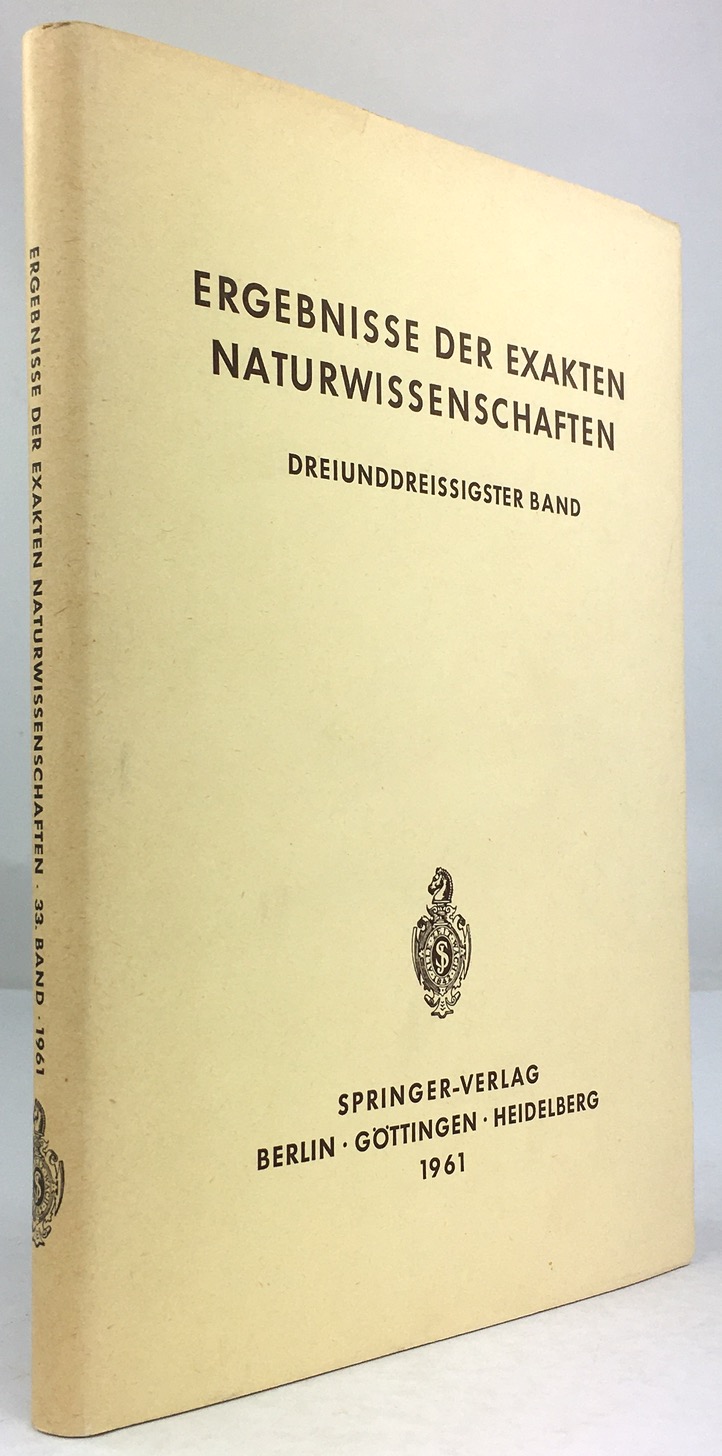 ERGEBNISSE DER EXAKTEN
NATURWISSENSCHAFTEN
DREIUNDDREISSIGSTER BAND
SPRINGER-VERLAG
BERLIN · GÖTTINGEN · HEIDELBERG
1961
ERGEBNISSE DER EXAKTEN NATURWISSENSCHAFTEN · 33. BAND · 1961